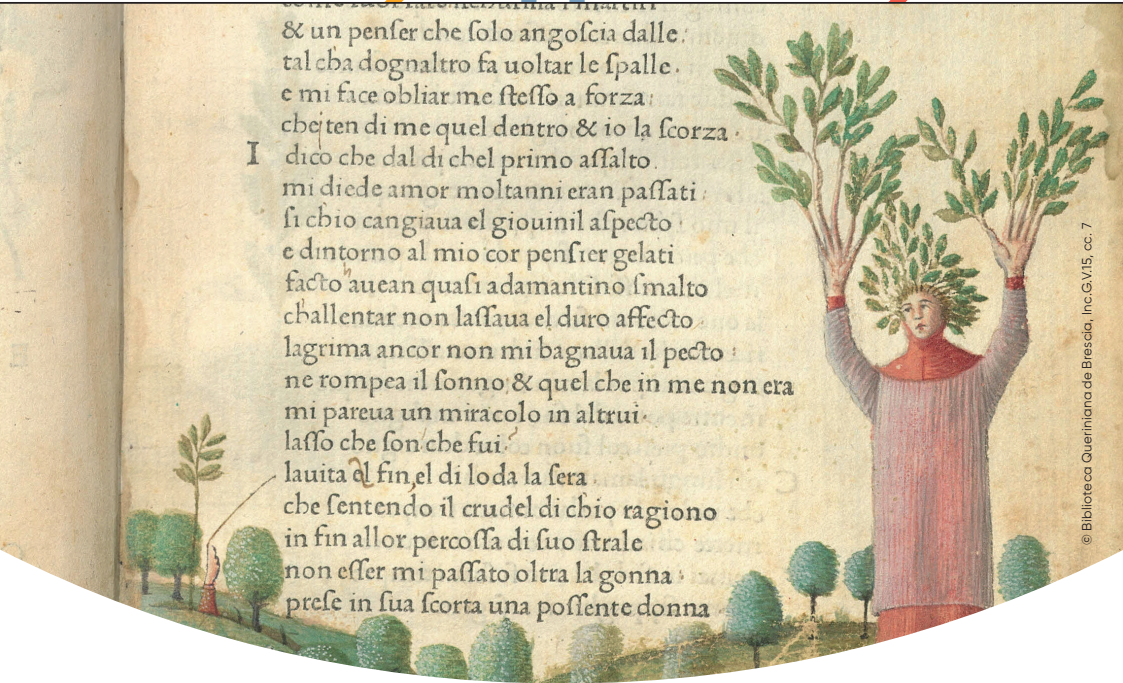 & un penſer che ſolo angoſcia dalle.
tal cha dognaltro fa uoltar le ſpalle.
e mi face obliar me ſteſſo a forza:
che ten di me quel dentro & io la ſcorza.
I dico che dal di chel primo aſſalto.
mi diede amor moltanni eran paſſati:
ſi chio cangiaua el giouinil aſpecto
e dintorno al mio cor penſier gelati
facto auean quaſi adamantino ſmalto
challentar non laſſaua el duro affecto
lagrima ancor non mi bagnaua il pecto:
ne rompea il ſonno, & quel che in me non era
mi pareua un miracolo in altrui.
laſſo che ſon che fui?
lauita el fin, el di loda la ſera
che ſentendo il crudel di chio ragiono
in fin allor percoſſa di ſuo ſtrale
non eſſer mi paſſato oltra la gonna:
preſe in ſua ſcorta una poſſente donna
© Biblioteca Queriniana de Brescia, Inc.G.V.15, cc. 7